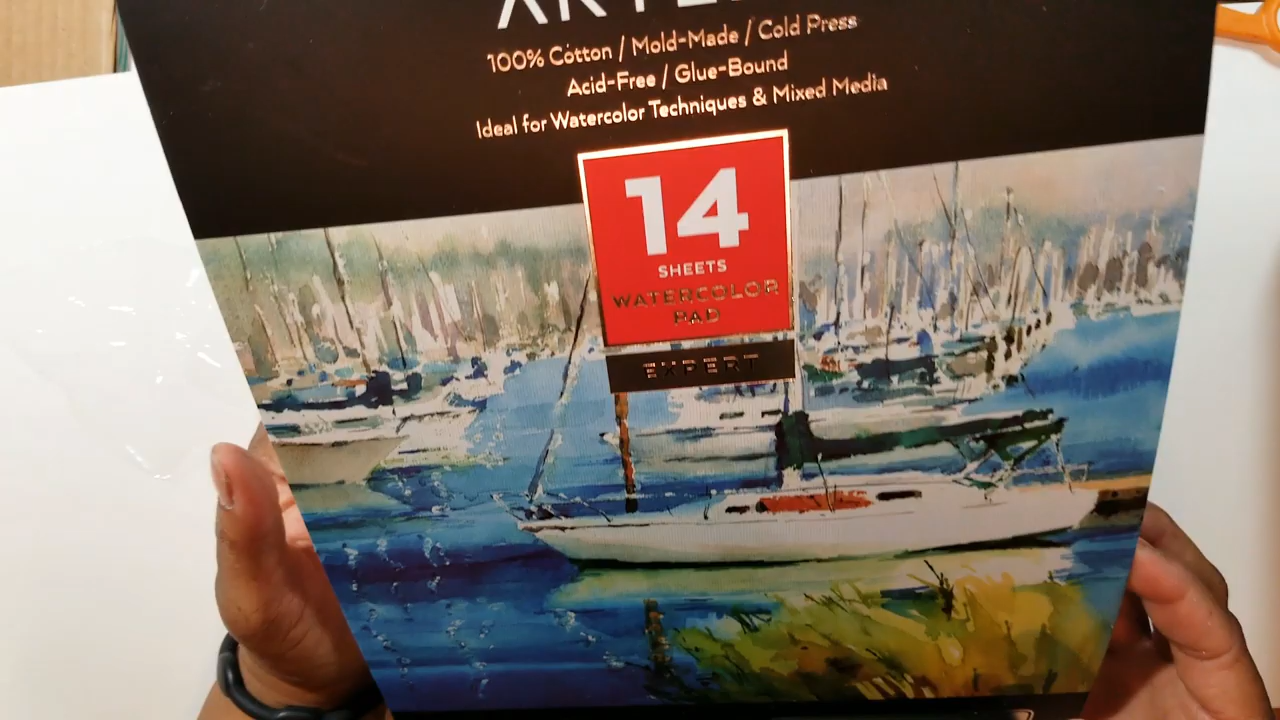 100% Cotton / Mold-Made / Cold Press
Acid-Free / Glue-Bound
Ideal for Watercolor Techniques & Mixed Media
14
SHEETS
WATERCOLOR
PAD
EXPERT